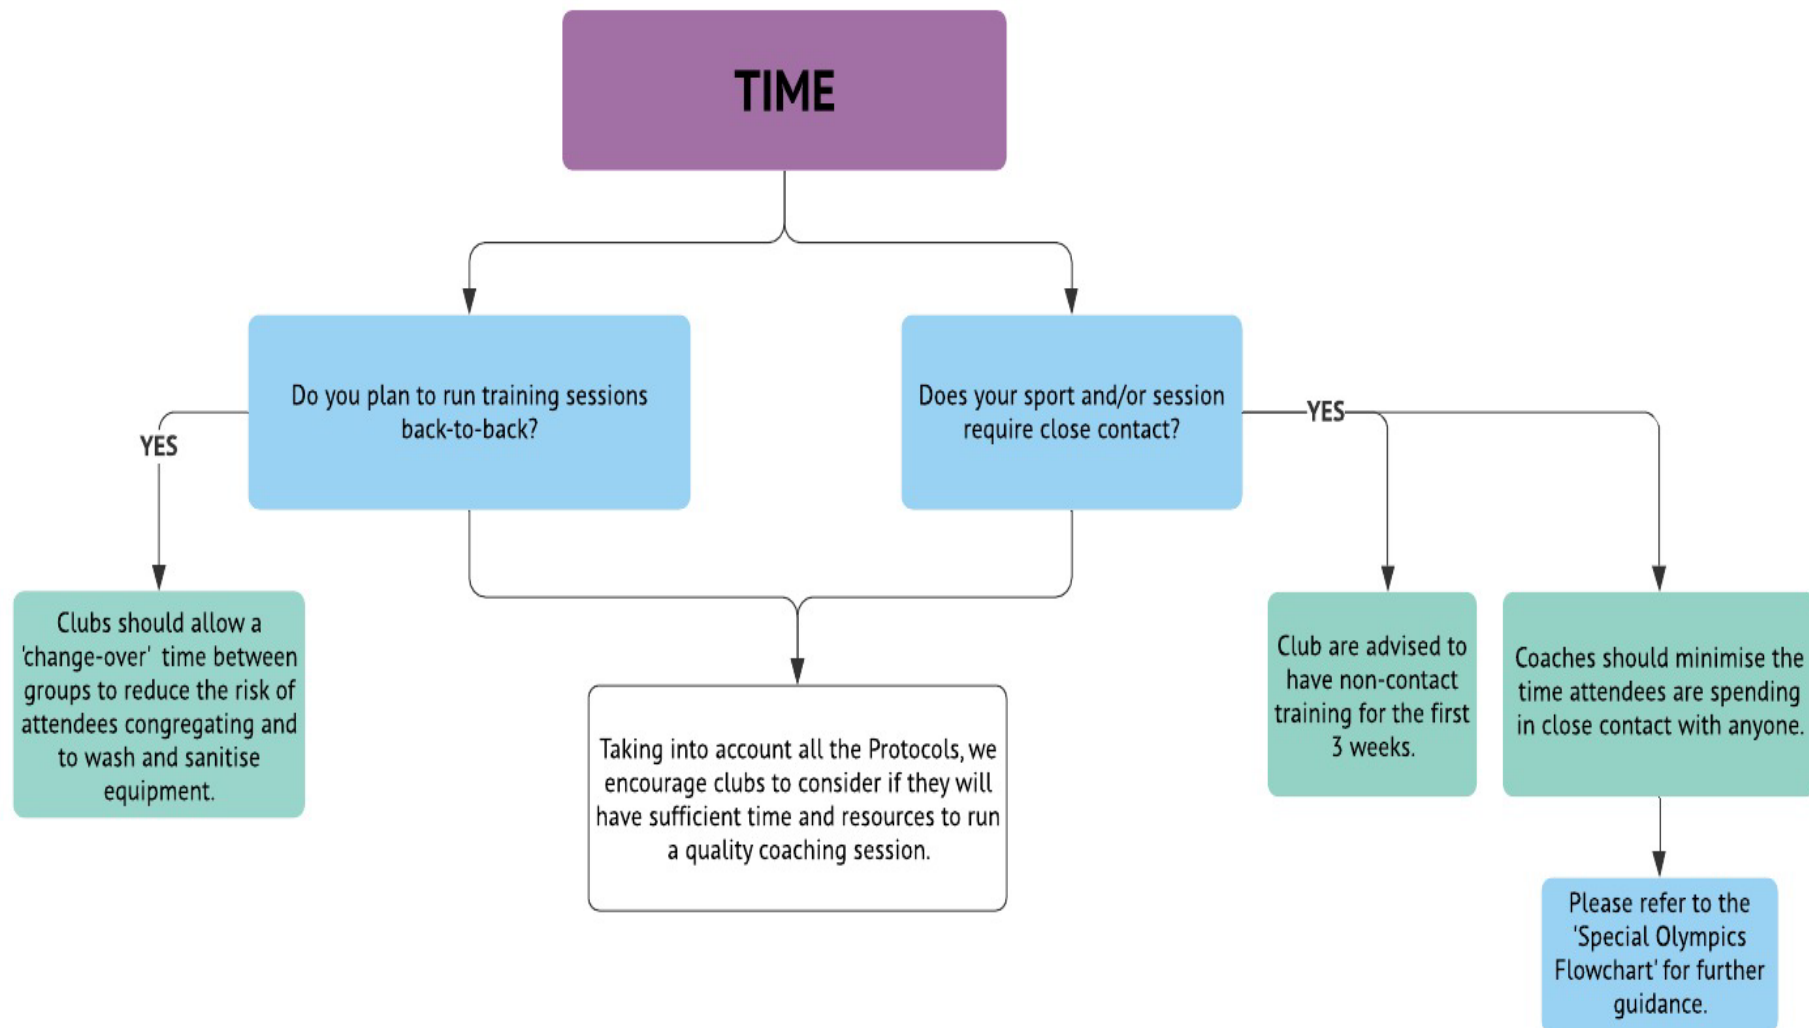 TIME
Do you plan to run training sessions
back-to-back?
Does your sport and/or session
require close contact?
YES
YES
Clubs should allow a
'change-over' time between
groups to reduce the risk of
attendees congregating and
to wash and sanitise
equipment.
Taking into account all the Protocols, we
encourage clubs to consider if they will
have sufficient time and resources to run
a quality coaching session.
Club are advised to
have non-contact
training for the first
3 weeks.
Coaches should minimise the
time attendees are spending
in close contact with anyone.
Please refer to the
'Special Olympics
Flowchart' for further
guidance.